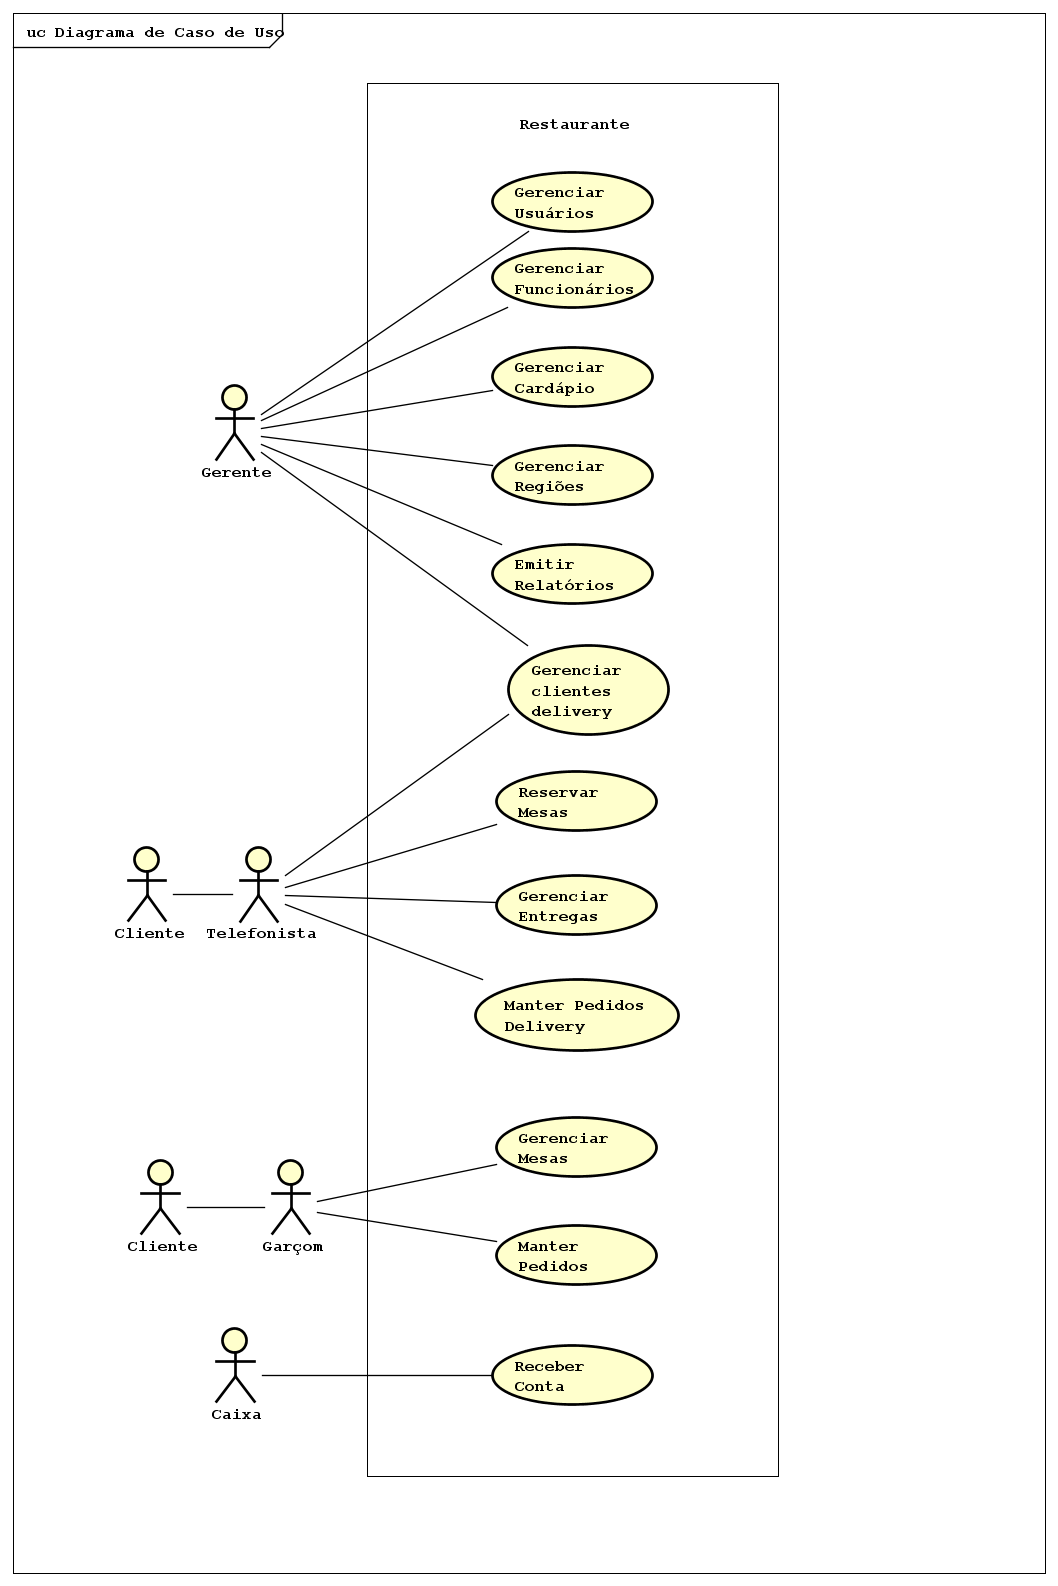 uc Diagrama de Caso de Uso
Restaurante
Gerenciar
Usuários
Gerenciar
Funcionários
Gerenciar
Cardápio
Gerente
Gerenciar
Regiões
Emitir
Relatórios
Gerenciar
clientes
delivery
Reservar
Mesas
Gerenciar
Entregas
Cliente
Telefonista
Manter Pedidos
Delivery
Gerenciar
Mesas
Cliente
Garçom
Manter
Pedidos
Receber
Conta
Caixa